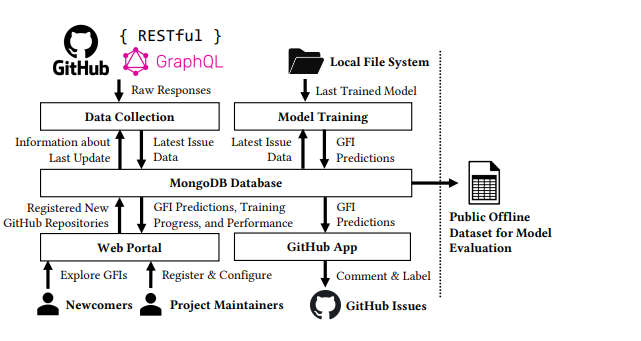 { RESTful }
GitHub
GraphQL
Local File System
Raw Responses
Last Trained Model
Data Collection
Model Training
Information about
Last Update
Latest Issue
Data
Latest Issue
Data
GFI
Predictions
MongoDB Database
Registered New
GitHub Repositories
GFI Predictions, Training
Progress, and Performance
GFI
Predictions
Public Offline
Dataset for Model
Evaluation
Web Portal
GitHub App
Explore GFIs
Register & Configure
Comment & Label
Newcomers
Project Maintainers
GitHub Issues